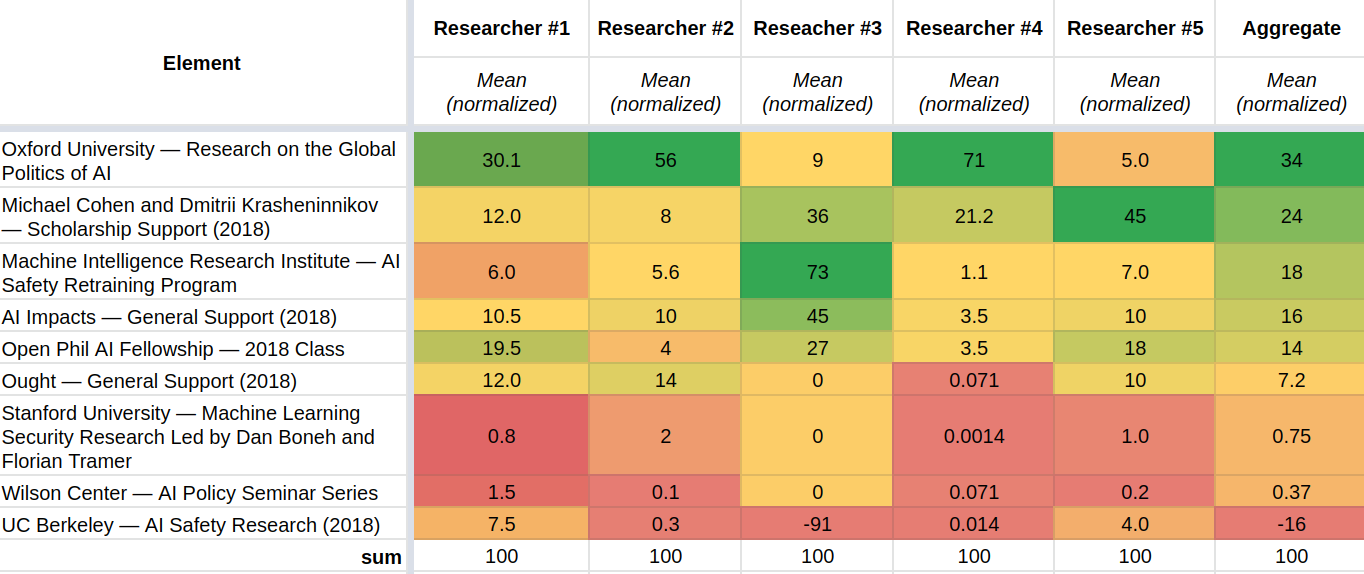 Element Researcher #1 Researcher #2 Reseacher #3 Researcher #4 Researcher #5 Aggregate
Mean (normalized) Mean (normalized) Mean (normalized) Mean (normalized) Mean (normalized) Mean (normalized)
Oxford University — Research on the Global Politics of AI 30.1 56 9 71 5.0 34
Michael Cohen and Dmitrii Krasheninnikov — Scholarship Support (2018) 12.0 8 36 21.2 45 24
Machine Intelligence Research Institute — AI Safety Retraining Program 6.0 5.6 73 1.1 7.0 18
AI Impacts — General Support (2018) 10.5 10 45 3.5 10 16
Open Phil AI Fellowship — 2018 Class 19.5 4 27 3.5 18 14
Ought — General Support (2018) 12.0 14 0 0.071 10 7.2
Stanford University — Machine Learning Security Research Led by Dan Boneh and Florian Tramer 0.8 2 0 0.0014 1.0 0.75
Wilson Center — AI Policy Seminar Series 1.5 0.1 0 0.071 0.2 0.37
UC Berkeley — AI Safety Research (2018) 7.5 0.3 -91 0.014 4.0 -16
sum 100 100 100 100 100 100